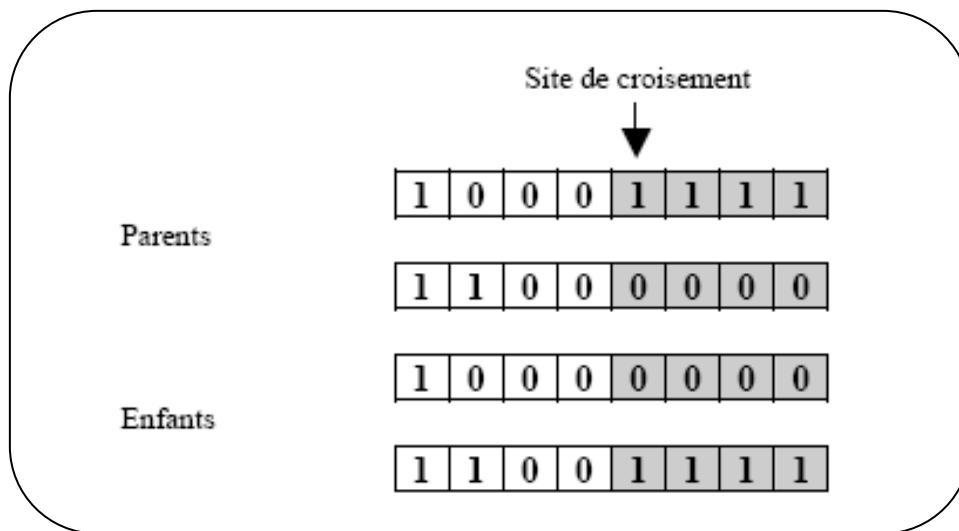 Site de croisement
1 0 0 0 1 1 1 1
Parents
1 1 0 0 0 0 0 0
1 0 0 0 0 0 0 0
Enfants
1 1 0 0 1 1 1 1